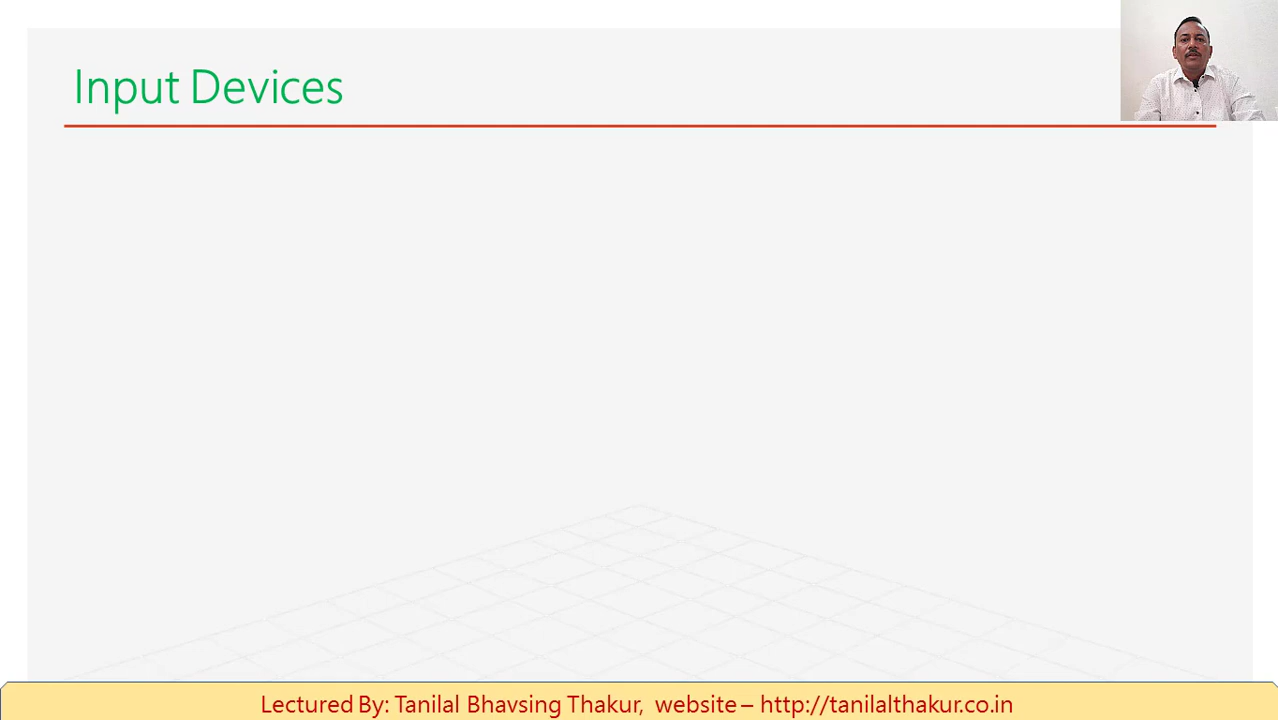 Input Devices
Lectured By: Tanilal Bhavsing Thakur, website – http://tanilalthakur.co.in